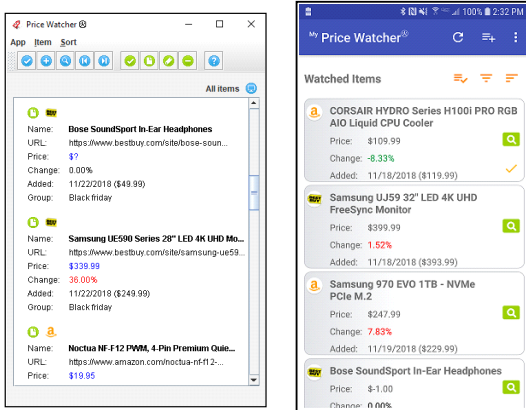 Price Watcher
App Item Sort
All items
Name: Bose SoundSport In-Ear Headphones
URL: https://www.bestbuy.com/site/bose-soun...
Price: $?
Change: 0.00%
Added: 11/22/2018 ($49.99)
Group: Black friday
Name: Samsung UE590 Series 28" LED 4K UHD Mo...
URL: https://www.bestbuy.com/site/samsung-ue59...
Price: $339.99
Change: 36.00%
Added: 11/22/2018 ($249.99)
Group: Black friday
Name: Noctua NF-F12 PWM, 4-Pin Premium Quie...
URL: https://www.amazon.com/noctua-nf-f12-...
Price: $19.95
100% 2:32 PM
My Price Watcher
Watched Items
CORSAIR HYDRO Series H100i PRO RGB
AIO Liquid CPU Cooler
Price: $109.99
Change: -8.33%
Added: 11/18/2018 ($119.99)
Samsung UJ59 32" LED 4K UHD
FreeSync Monitor
Price: $399.99
Change: 1.52%
Added: 11/18/2018 ($393.99)
Samsung 970 EVO 1TB - NVMe
PCIe M.2
Price: $247.99
Change: 7.83%
Added: 11/19/2018 ($229.99)
Bose SoundSport In-Ear Headphones
Price: $-1.00
Change: 0.00%